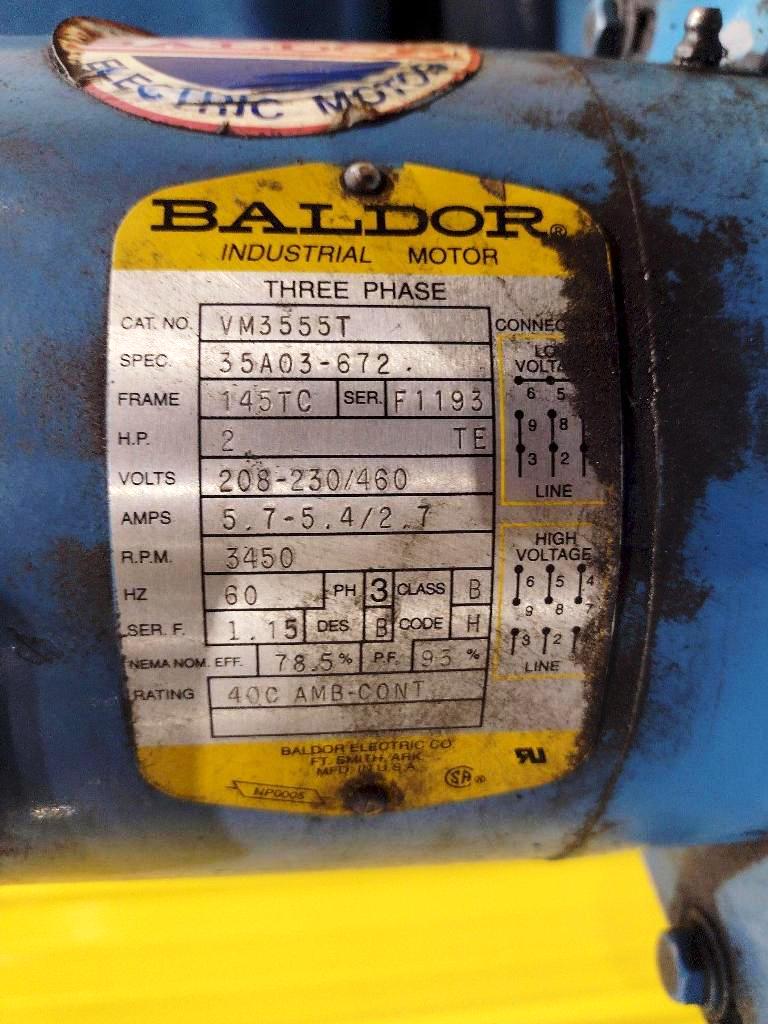 ELECTRIC MOTOR
BALDOR®
INDUSTRIAL MOTOR
THREE PHASE
CAT. NO. VM3555T
SPEC. 35A03-672.
FRAME 145TC SER. F1193
H.P. 2 TE
VOLTS 208-230/460
AMPS 5.7-5.4/2.7
R.P.M. 3450
HZ 60 PH 3 CLASS B
SER. F. 1.15 DES B CODE H
NEMA NOM. EFF. 78.5 % P.F. 93 %
RATING 40C AMB-CONT
6 5
9 8
3 2
LINE
HIGH
VOLTAGE
6 5 4
9 8 7
3 2
LINE
BALDOR ELECTRIC CO.
FT. SMITH, ARK.
MFD. IN U.S.A.
NP0005
SA ®